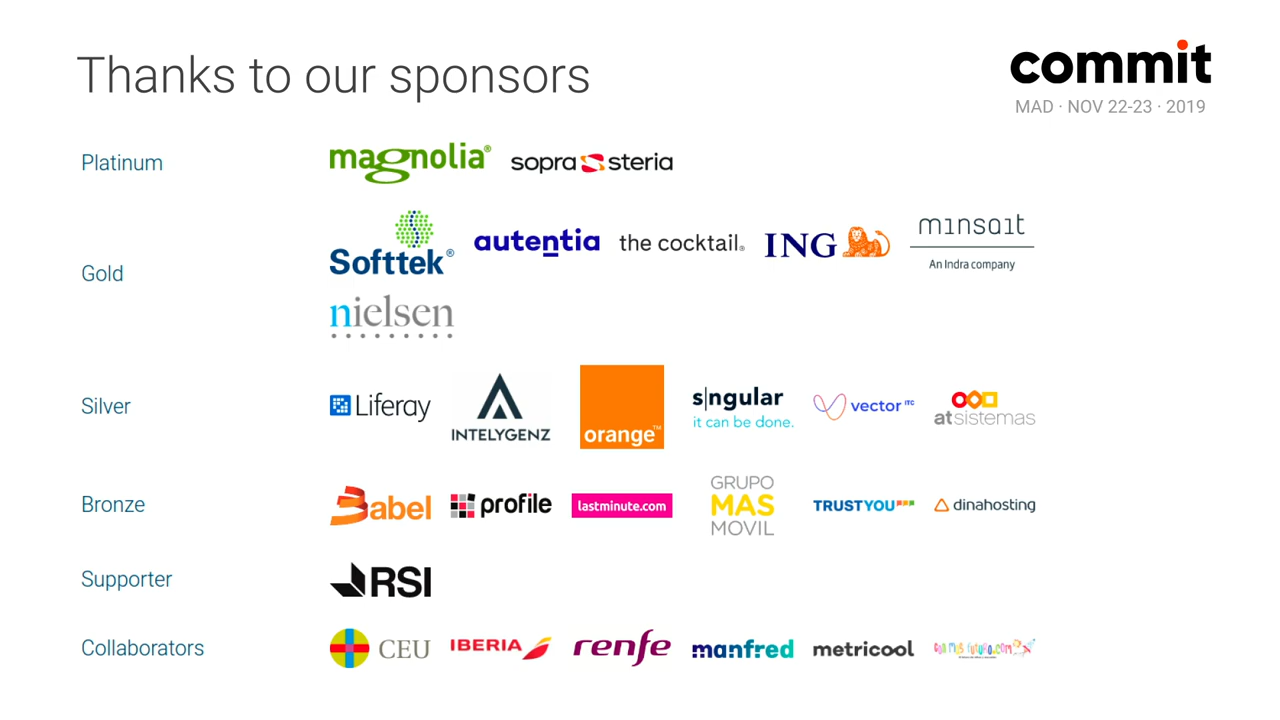 Thanks to our sponsors
commit
MAD · NOV 22-23 · 2019
Platinum
magnolia®
sopra steria
Gold
Softtek®
autentia
the cocktail®
ING
minsait
An Indra company
nielsen
Silver
Liferay
INTELYGENZ
orange™
s|ngular
it can be done.
vector ITC
atsistemas
Bronze
Babel
profile
lastminute.com
GRUPO
MAS
MOVIL
TRUSTYOU
dinahosting
Supporter
RSI
Collaborators
CEU
IBERIA
renfe
manfred
metricool